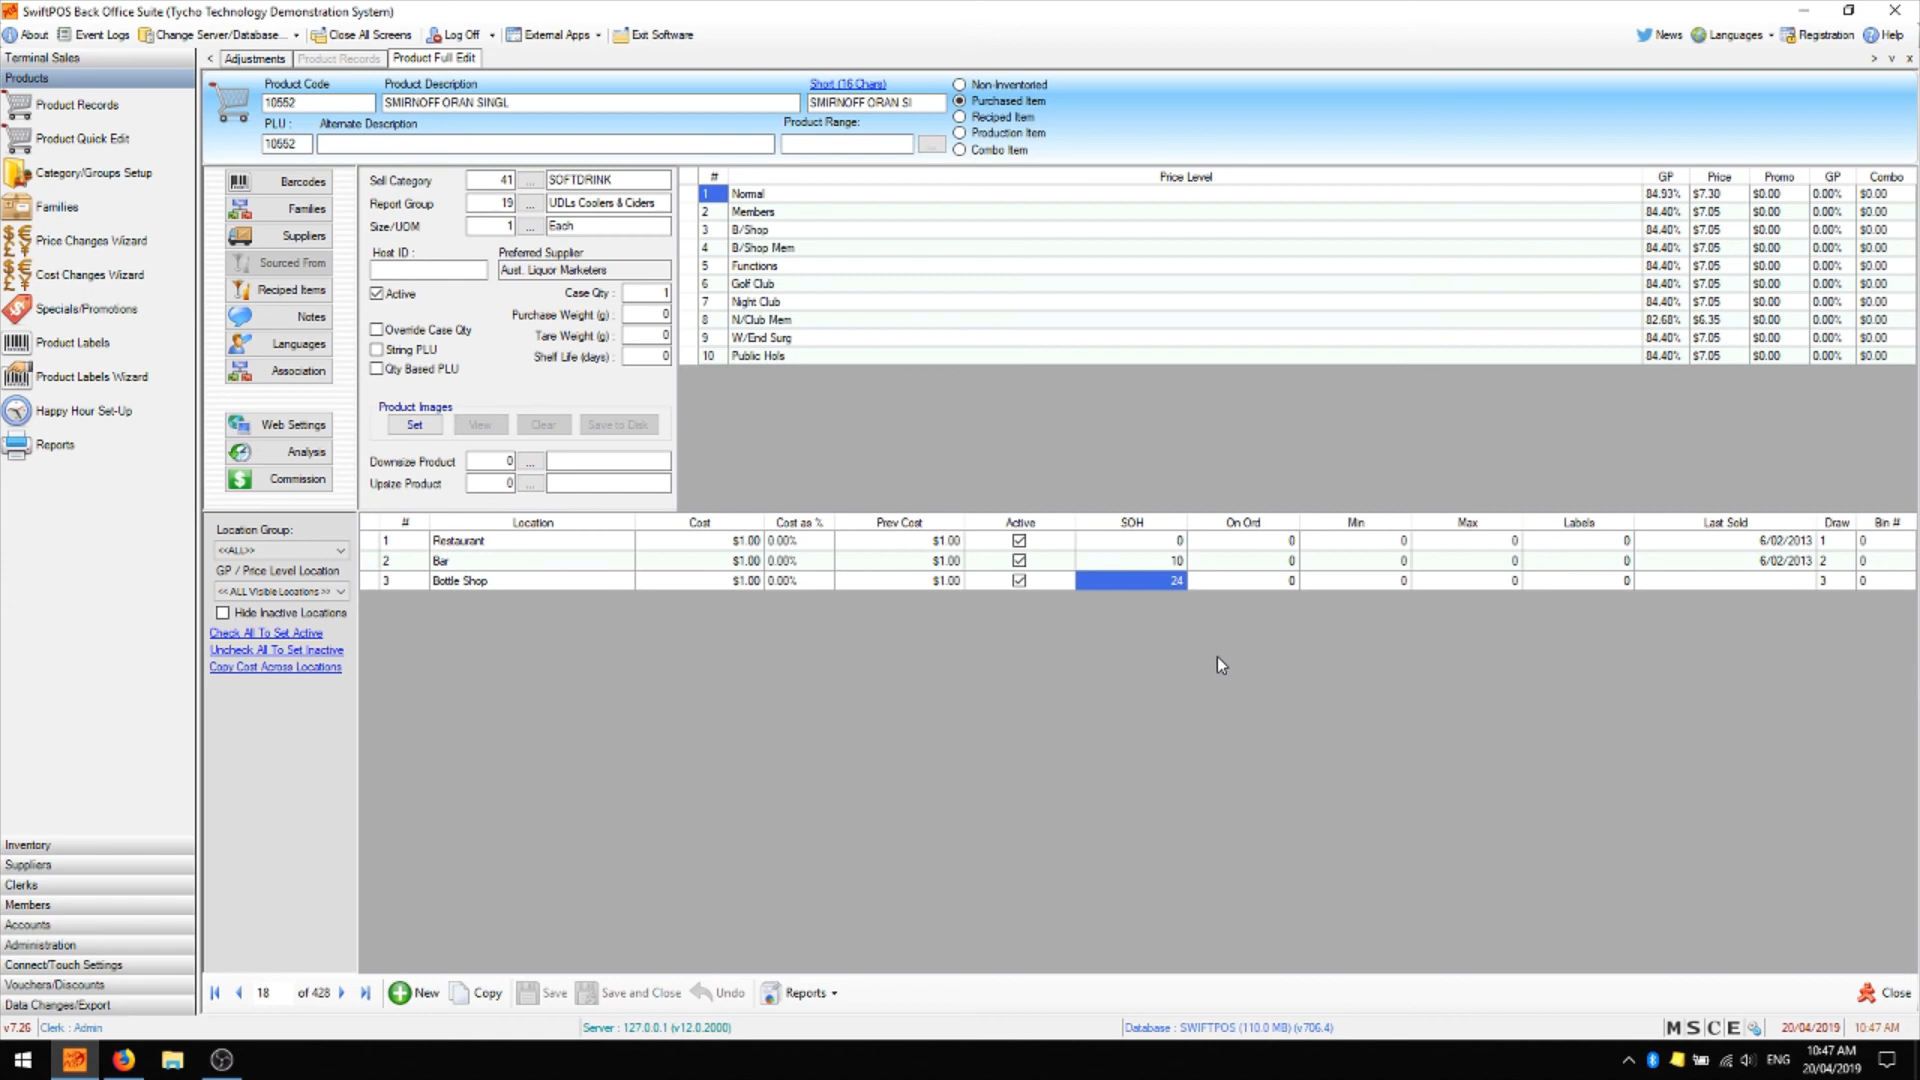 SwiftPOS Back Office Suite (Tycho Technology Demonstration System)
About Event Logs Change Server/Database... Close All Screens Log Off External Apps Exit Software News Languages Registration Help
Terminal Sales
Products
Product Records
Product Quick Edit
Category/Groups Setup
Families
Price Changes Wizard
Cost Changes Wizard
Specials/Promotions
Product Labels
Product Labels Wizard
Happy Hour Set-Up
Reports
Inventory
Suppliers
Clerks
Members
Accounts
Administration
Connect/Touch Settings
Vouchers/Discounts
Data Changes/Export
< Adjustments Product Records Product Full Edit > v x
Product Code Product Description Short (16 Chars)
10552 SMIRNOFF ORAN SINGL SMIRNOFF ORAN SI
PLU : Alternate Description Product Range:
10552 ...
Non-Inventoried
Purchased Item
Reciped Item
Production Item
Combo Item
Barcodes
Families
Suppliers
Sourced From
Reciped Items
Notes
Languages
Association
Web Settings
Analysis
Commission
Sell Category 41 ... SOFTDRINK
Report Group 19 ... UDLs Coolers & Ciders
Size/UOM 1 ... Each
Host ID : Preferred Supplier
Aust. Liquor Marketers
Active Case Qty : 1
Purchase Weight (g) : 0
Override Case Qty Tare Weight (g) : 0
String PLU Shelf Life (days) : 0
Qty Based PLU
Product Images
Set View Clear Save to Disk
Downsize Product 0 ...
Upsize Product 0 ...
# Price Level GP Price Promo GP Combo
1 Normal 84.93% $7.30 $0.00 0.00% $0.00
2 Members 84.40% $7.05 $0.00 0.00% $0.00
3 B/Shop 84.40% $7.05 $0.00 0.00% $0.00
4 B/Shop Mem 84.40% $7.05 $0.00 0.00% $0.00
5 Functions 84.40% $7.05 $0.00 0.00% $0.00
6 Golf Club 84.40% $7.05 $0.00 0.00% $0.00
7 Night Club 84.40% $7.05 $0.00 0.00% $0.00
8 N/Club Mem 82.68% $6.35 $0.00 0.00% $0.00
9 W/End Surg 84.40% $7.05 $0.00 0.00% $0.00
10 Public Hols 84.40% $7.05 $0.00 0.00% $0.00
Location Group:
<<ALL>>
GP / Price Level Location
<< ALL Visible Locations >>
Hide Inactive Locations
Check All To Set Active
Uncheck All To Set Inactive
Copy Cost Across Locations
# Location Cost Cost as % Prev Cost Active SOH On Ord Min Max Labels Last Sold Draw Bin #
1 Restaurant $1.00 0.00% $1.00 0 0 0 0 0 6/02/2013 1 0
2 Bar $1.00 0.00% $1.00 10 0 0 0 0 6/02/2013 2 0
3 Bottle Shop $1.00 0.00% $1.00 24 0 0 0 0 3 0
18 of 428 New Copy Save Save and Close Undo Reports Close
v7.26 Clerk : Admin Server : 127.0.0.1 (v12.0.2000) Database : SWIFTPOS (110.0 MB) (v706.4) M S C E 20/04/2019 10:47 AM
ENG 10:47 AM
20/04/2019